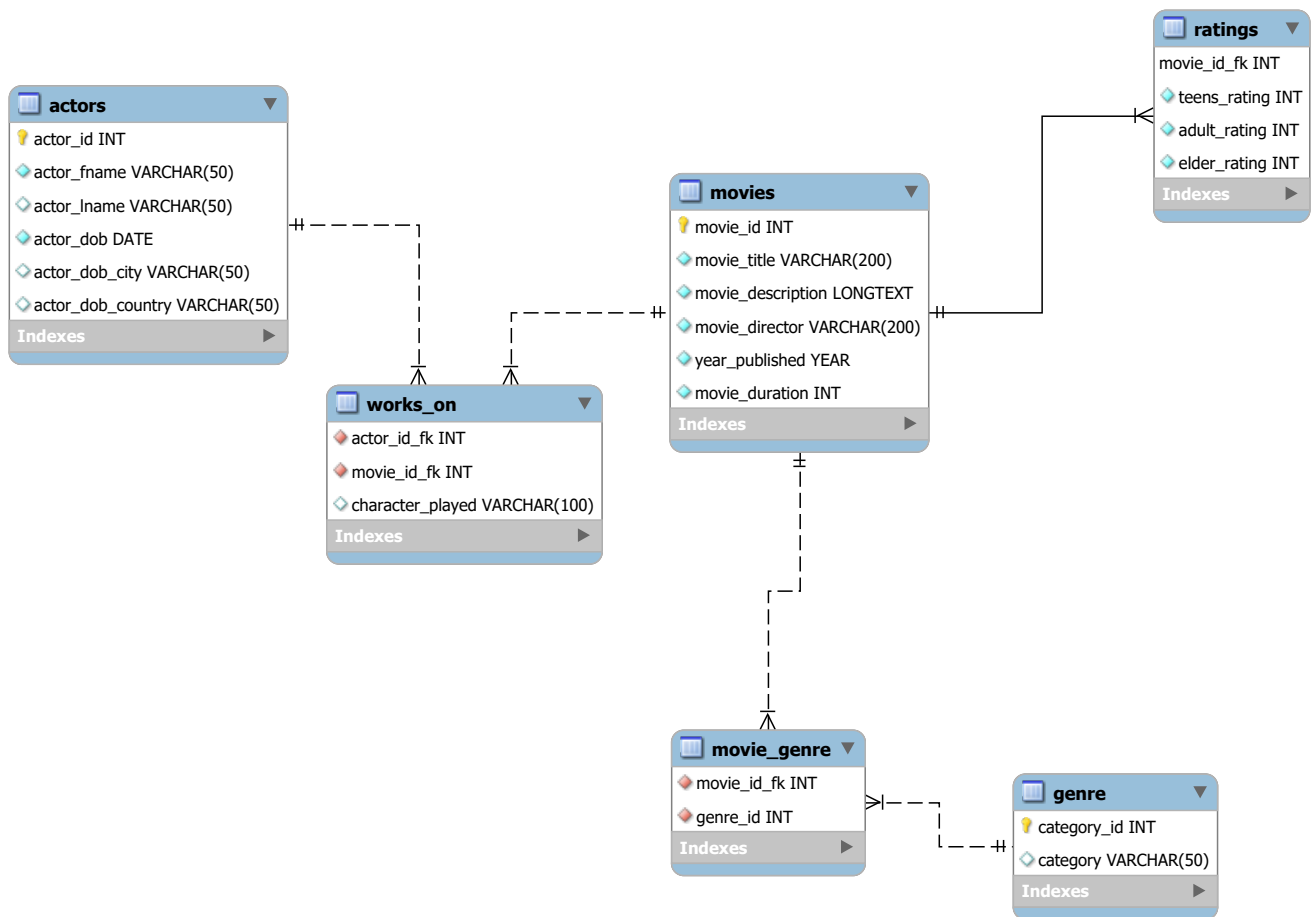 actors
actor_id INT
actor_fname VARCHAR(50)
actor_lname VARCHAR(50)
actor_dob DATE
actor_dob_city VARCHAR(50)
actor_dob_country VARCHAR(50)
Indexes
works_on
actor_id_fk INT
movie_id_fk INT
character_played VARCHAR(100)
Indexes
movies
movie_id INT
movie_title VARCHAR(200)
movie_description LONGTEXT
movie_director VARCHAR(200)
year_published YEAR
movie_duration INT
Indexes
ratings
movie_id_fk INT
teens_rating INT
adult_rating INT
elder_rating INT
Indexes
movie_genre
movie_id_fk INT
genre_id INT
Indexes
genre
category_id INT
category VARCHAR(50)
Indexes